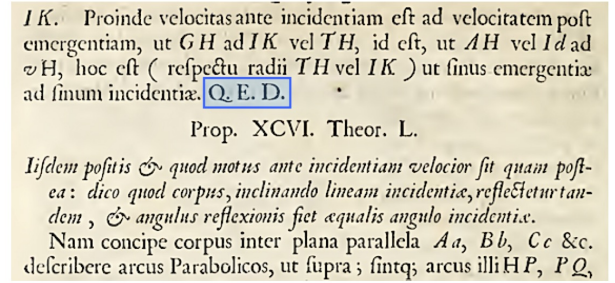 IK. Proinde velocitas ante incidentiam eſt ad velocitatem poſt
emergentiam, ut GH ad IK vel TH, id eſt, ut AH vel Id ad
vH, hoc eſt ( reſpectu radii TH vel IK ) ut ſinus emergentiæ
ad ſinum incidentiæ. Q. E. D.
Prop. XCVI. Theor. L.
Iiſdem poſitis & quod motus ante incidentiam velocior ſit quam poſt-
ea : dico quod corpus, inclinando lineam incidentiæ, reflectetur tan-
dem , & angulus reflexionis fiet æqualis angulo incidentiæ.
Nam concipe corpus inter plana parallela Aa, Bb, Cc &c.
deſcribere arcus Parabolicos, ut ſupra ; ſintq; arcus illi HP, PQ,